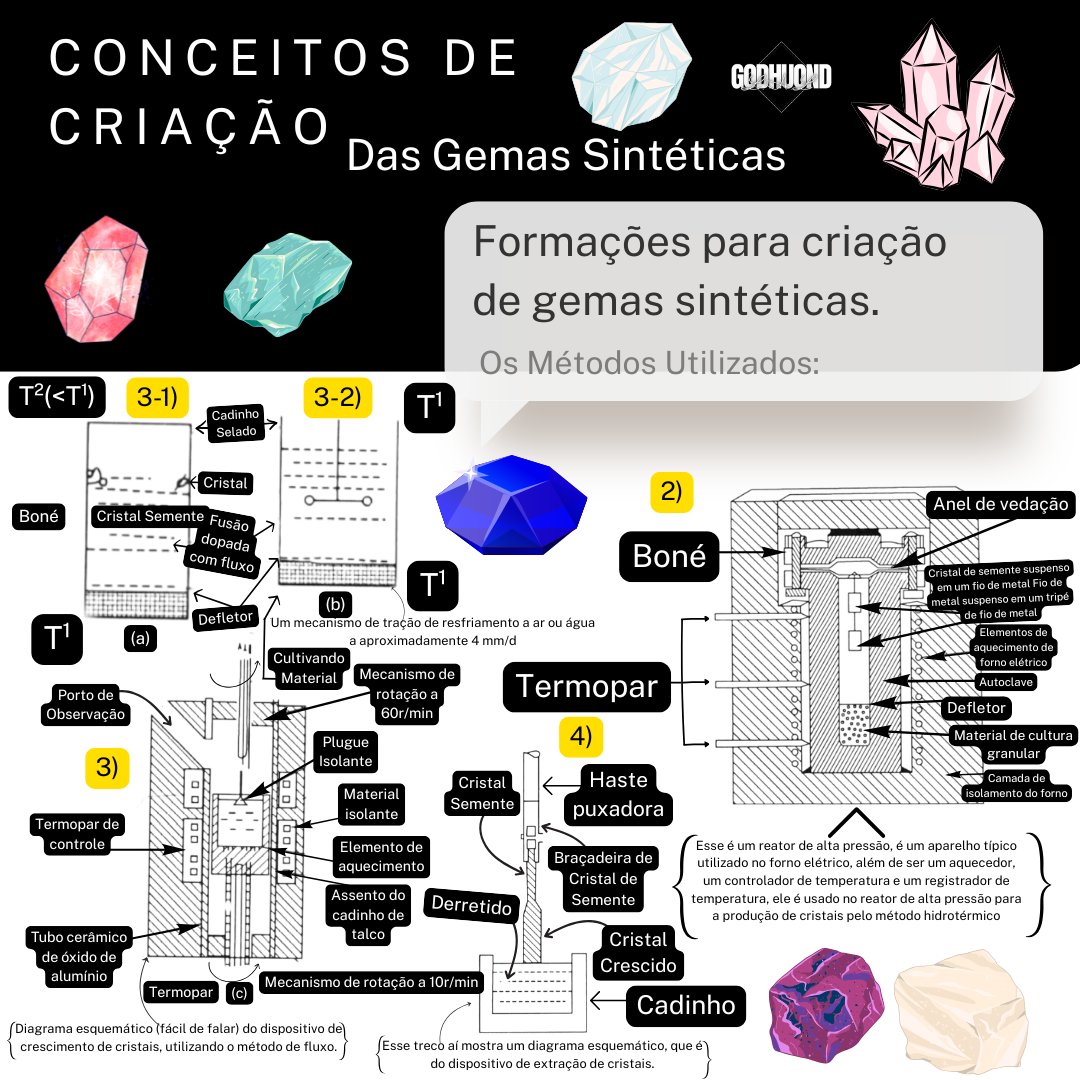 CONCEITOS DE
CRIAÇÃO
Das Gemas Sintéticas
GODHUOND
Formações para criação
de gemas sintéticas.
Os Métodos Utilizados:
T²(<T¹)
3-1)
3-2)
T¹
Cadinho
Selado
Cristal
Boné
Cristal Semente
Fusão
dopada
com fluxo
Defletor
T¹
(a)
(b)
T¹
Um mecanismo de tração de resfriamento a ar ou água
a aproximadamente 4 mm/d
2)
Boné
Anel de vedação
Cristal de semente suspenso
em um fio de metal Fio de
metal suspenso em um tripé
de fio de metal
Elementos de
aquecimento de
forno elétrico
Autoclave
Defletor
Material de cultura
granular
Camada de
isolamento do forno
Termopar
Esse é um reator de alta pressão, é um aparelho típico
utilizado no forno elétrico, além de ser um aquecedor,
um controlador de temperatura e um registrador de
temperatura, ele é usado no reator de alta pressão para
a produção de cristais pelo método hidrotérmico
3)
Porto de
Observação
Cultivando
Material
Mecanismo de
rotação a
60r/min
Plugue
Isolante
Material
isolante
Termopar de
controle
Elemento de
aquecimento
Assento do
cadinho de
talco
Tubo cerâmico
de óxido de
alumínio
Termopar
(c)
Mecanismo de rotação a 10r/min
Diagrama esquemático (fácil de falar) do dispositivo de
crescimento de cristais, utilizando o método de fluxo.
4)
Cristal
Semente
Haste
puxadora
Braçadeira de
Cristal de
Semente
Derretido
Cristal
Crescido
Cadinho
Esse treco aí mostra um diagrama esquemático, que é
do dispositivo de extração de cristais.